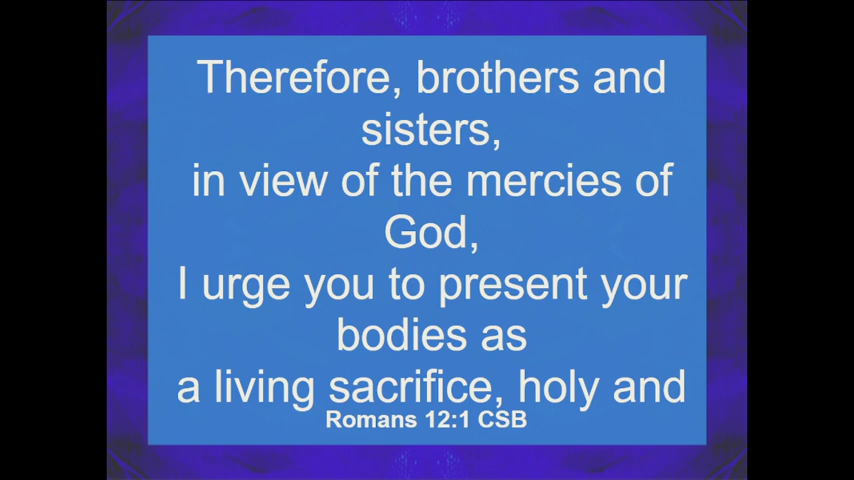 Therefore, brothers and
sisters,
in view of the mercies of
God,
I urge you to present your
bodies as
a living sacrifice, holy and
Romans 12:1 CSB